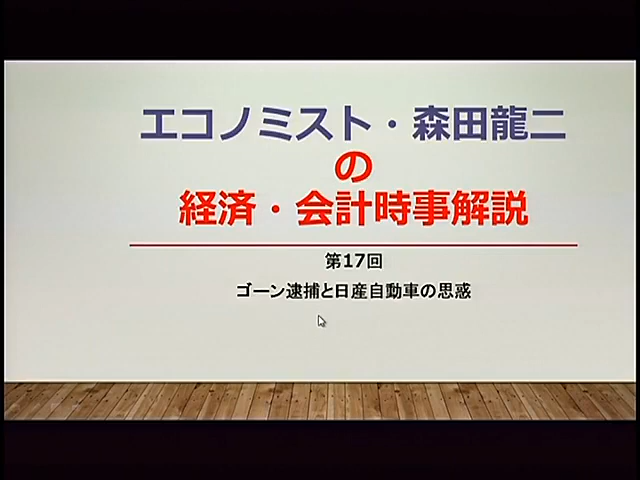 エコノミスト・森田龍二
の
経済・会計時事解説
第17回
ゴーン逮捕と日産自動車の思惑